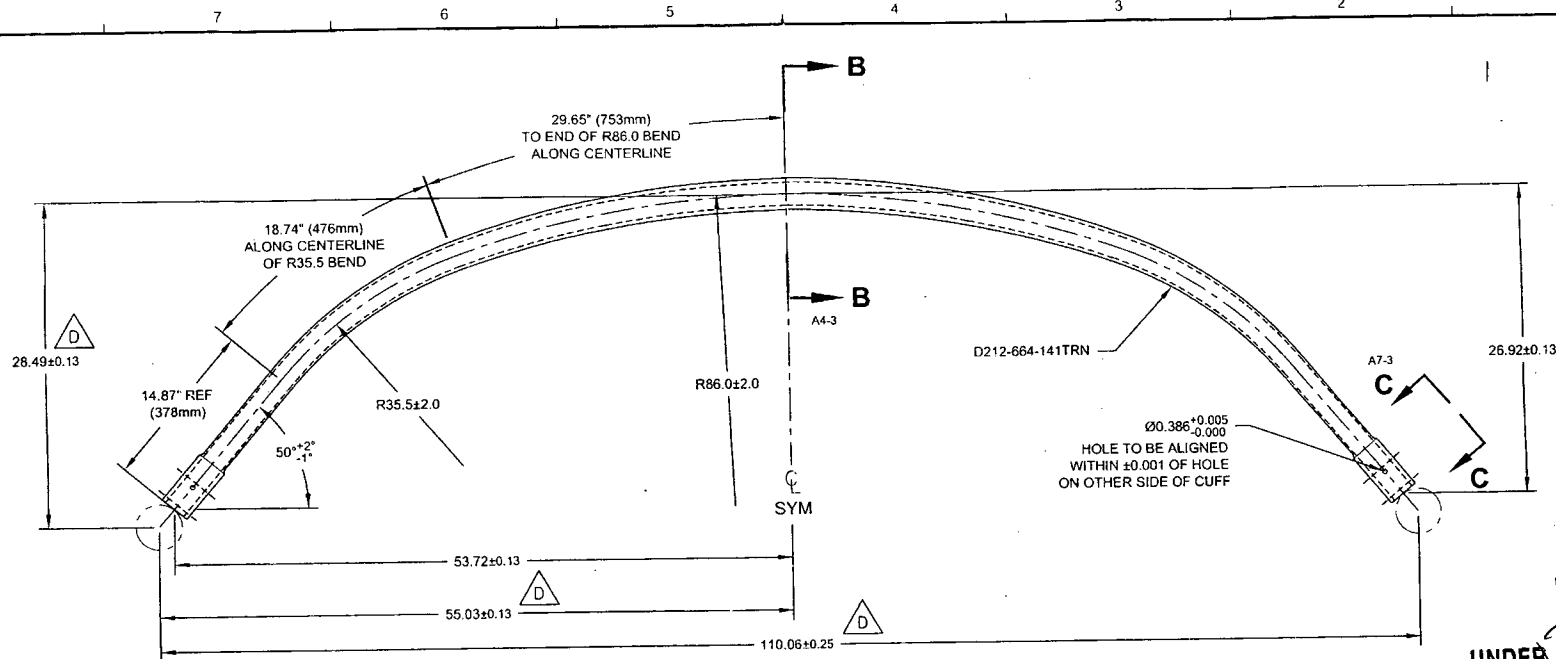 7
6
5
4
3
2
B
29.65" (753mm)
TO END OF R86.0 BEND
ALONG CENTERLINE
18.74" (476mm)
ALONG CENTERLINE
OF R35.5 BEND
B
A4-3
D
28.49±0.13
14.87" REF
(378mm)
R35.5±2.0
R86.0±2.0
D212-664-141TRN
26.92±0.13
A7-3
C
50°+2°
-1°
Ø0.386+0.005
-0.000
HOLE TO BE ALIGNED
WITHIN ±0.001 OF HOLE
ON OTHER SIDE OF CUFF
C
CL
SYM
53.72±0.13
D
55.03±0.13
D
110.06±0.25
UNDER